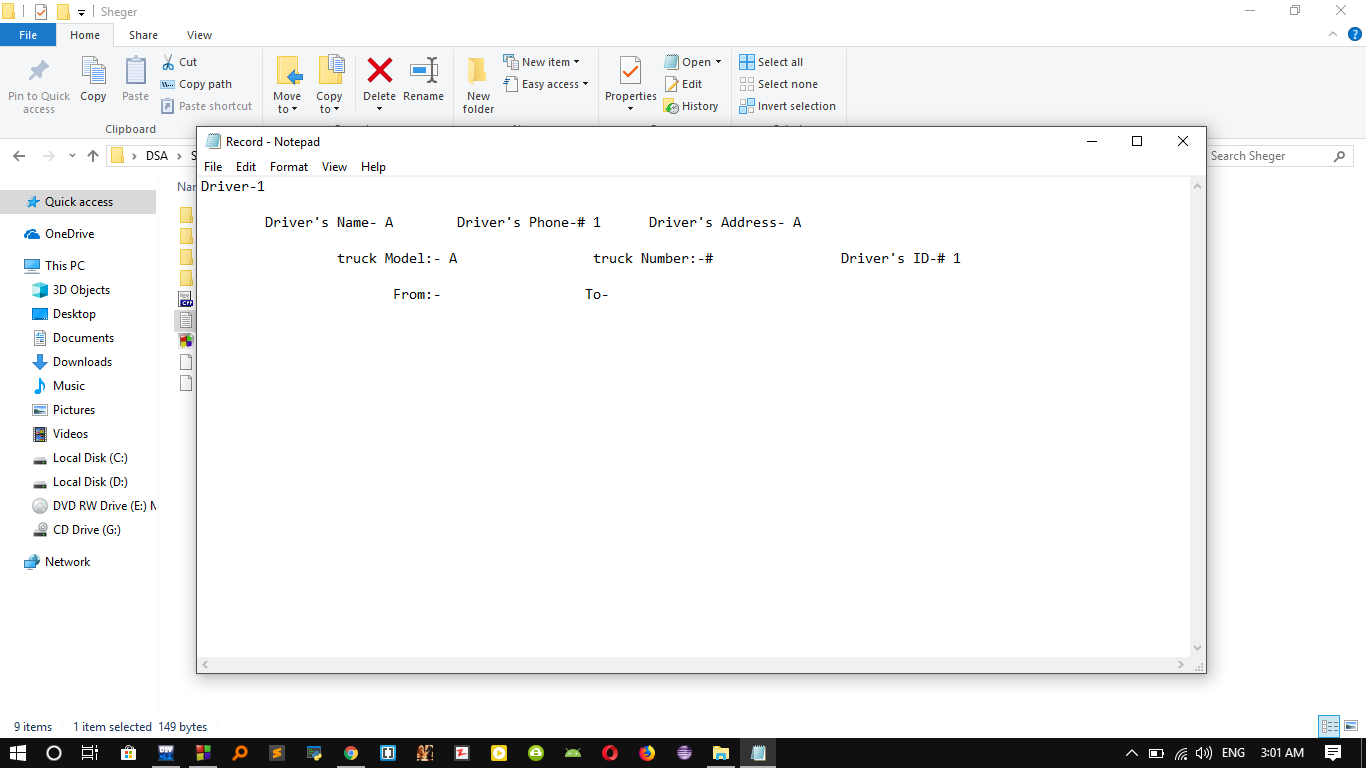 Sheger
File Home Share View
Pin to Quick access
Copy
Paste
Cut
Copy path
Paste shortcut
Clipboard
Move to
Copy to
Delete
Rename
New folder
New item
Easy access
Properties
Open
Edit
History
Select all
Select none
Invert selection
DSA
Search Sheger
Record - Notepad
File Edit Format View Help
Driver-1
Driver's Name- A Driver's Phone-# 1 Driver's Address- A
truck Model:- A truck Number:-# Driver's ID-# 1
From:- To-
Quick access
OneDrive
This PC
3D Objects
Desktop
Documents
Downloads
Music
Pictures
Videos
Local Disk (C:)
Local Disk (D:)
DVD RW Drive (E:) M
CD Drive (G:)
Network
9 items 1 item selected 149 bytes
ENG 3:01 AM